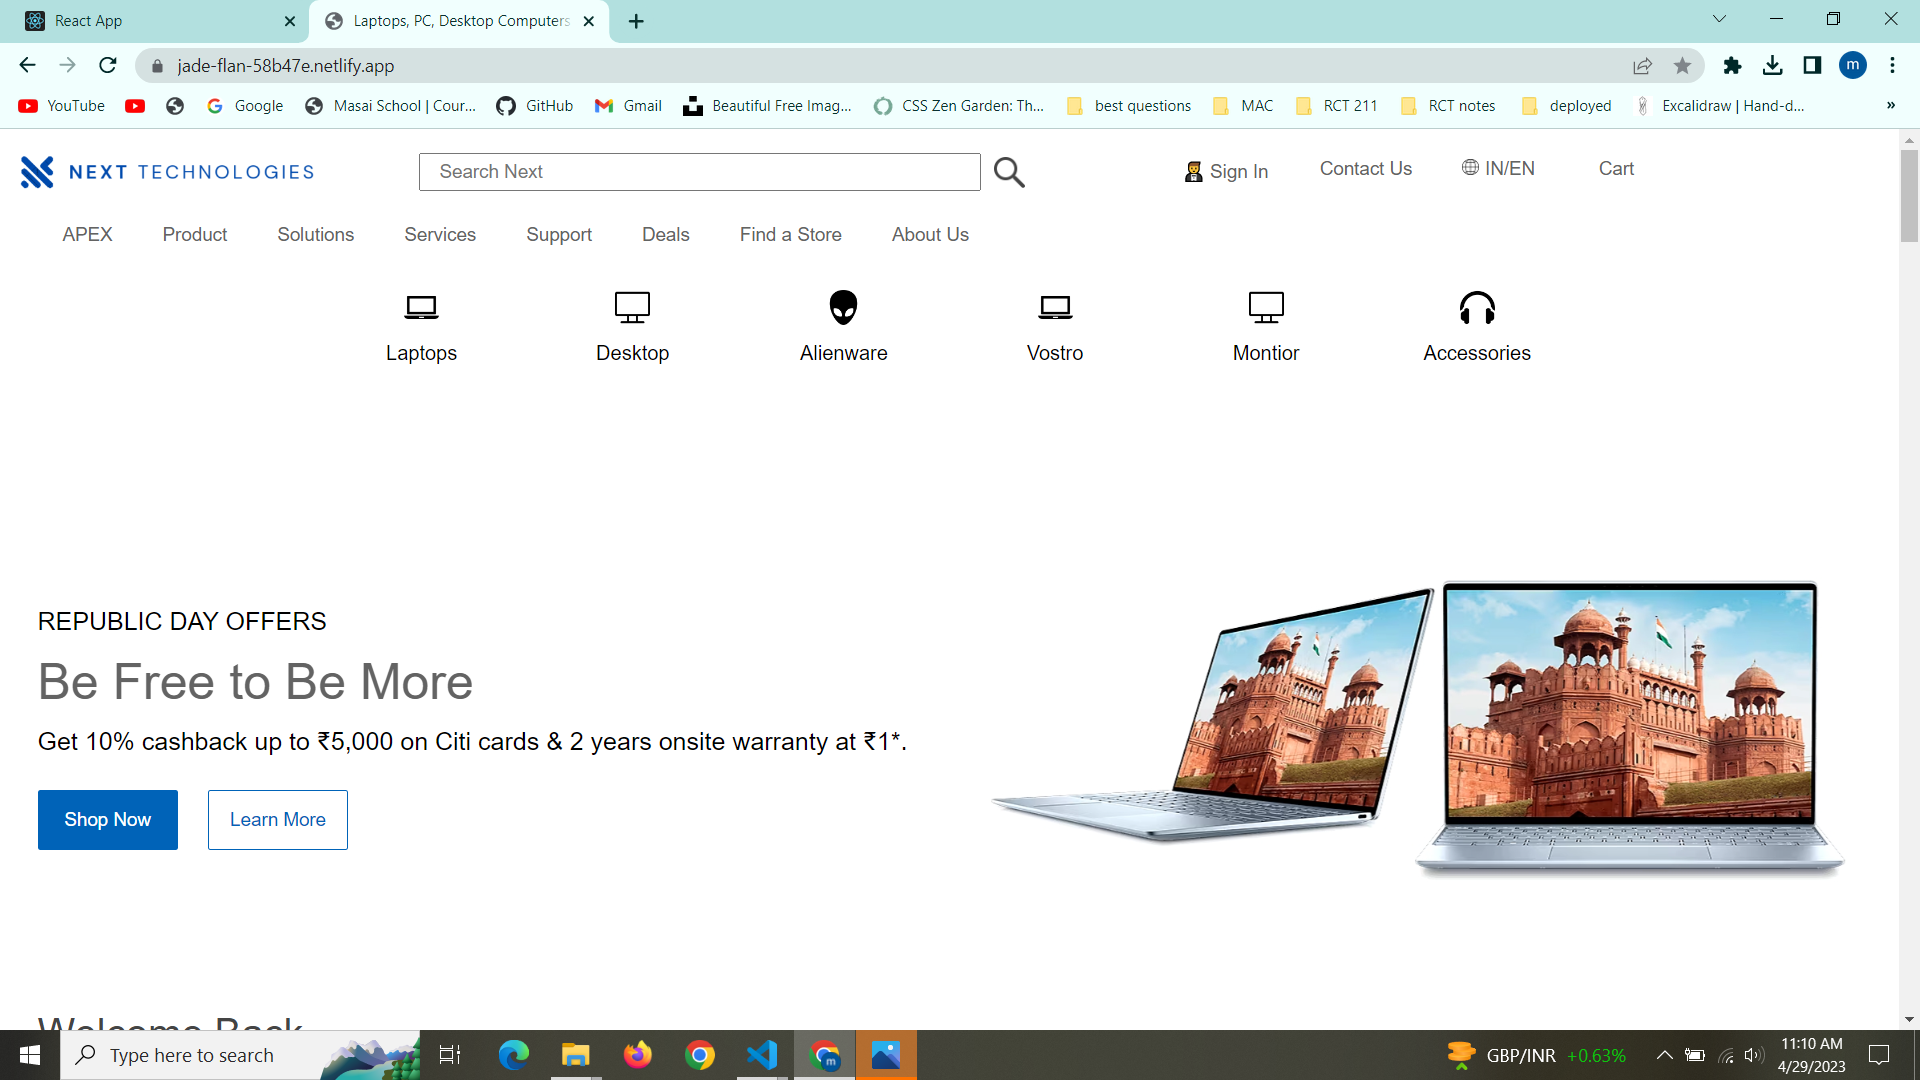 React App
Laptops, PC, Desktop Computers
jade-flan-58b47e.netlify.app
m
YouTube
Google
Masai School | Cour...
GitHub
Gmail
Beautiful Free Imag...
CSS Zen Garden: Th...
best questions
MAC
RCT 211
RCT notes
deployed
Excalidraw | Hand-d...
»
NEXT TECHNOLOGIES
Search Next
Sign In
Contact Us
IN/EN
Cart
APEX
Product
Solutions
Services
Support
Deals
Find a Store
About Us
Laptops
Desktop
Alienware
Vostro
Montior
Accessories
REPUBLIC DAY OFFERS
Be Free to Be More
Get 10% cashback up to ₹5,000 on Citi cards & 2 years onsite warranty at ₹1*.
Shop Now
Learn More
Welcome Back
Type here to search
m
GBP/INR +0.63%
11:10 AM
4/29/2023